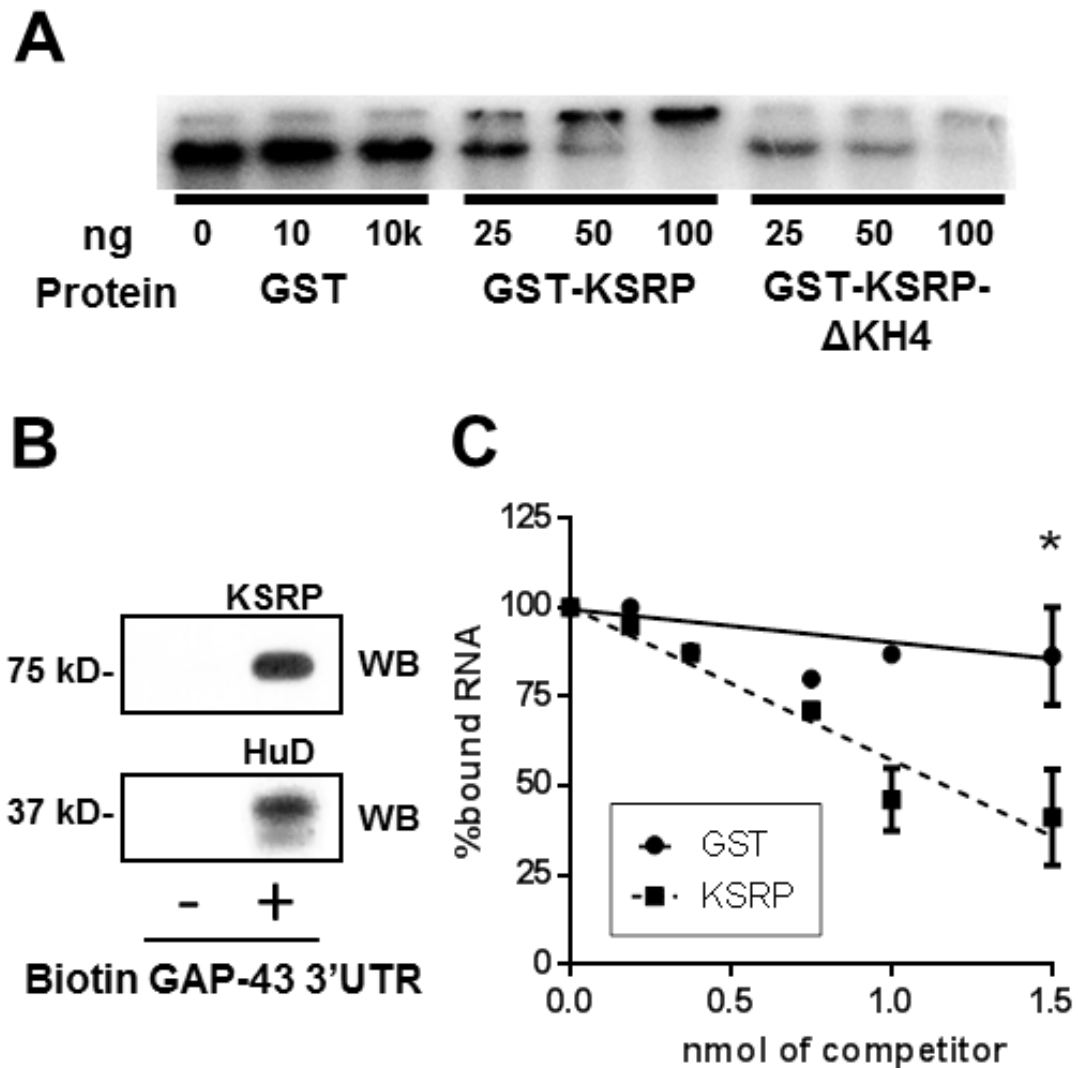 A
ng 0 10 10k 25 50 100 25 50 100
Protein GST GST-KSRP GST-KSRP-
ΔKH4
B
KSRP
75 kD- WB
HuD
37 kD- WB
- +
Biotin GAP-43 3'UTR
C
125
*
100
75
50
25
0
%bound RNA
GST
KSRP
0.0 0.5 1.0 1.5
nmol of competitor